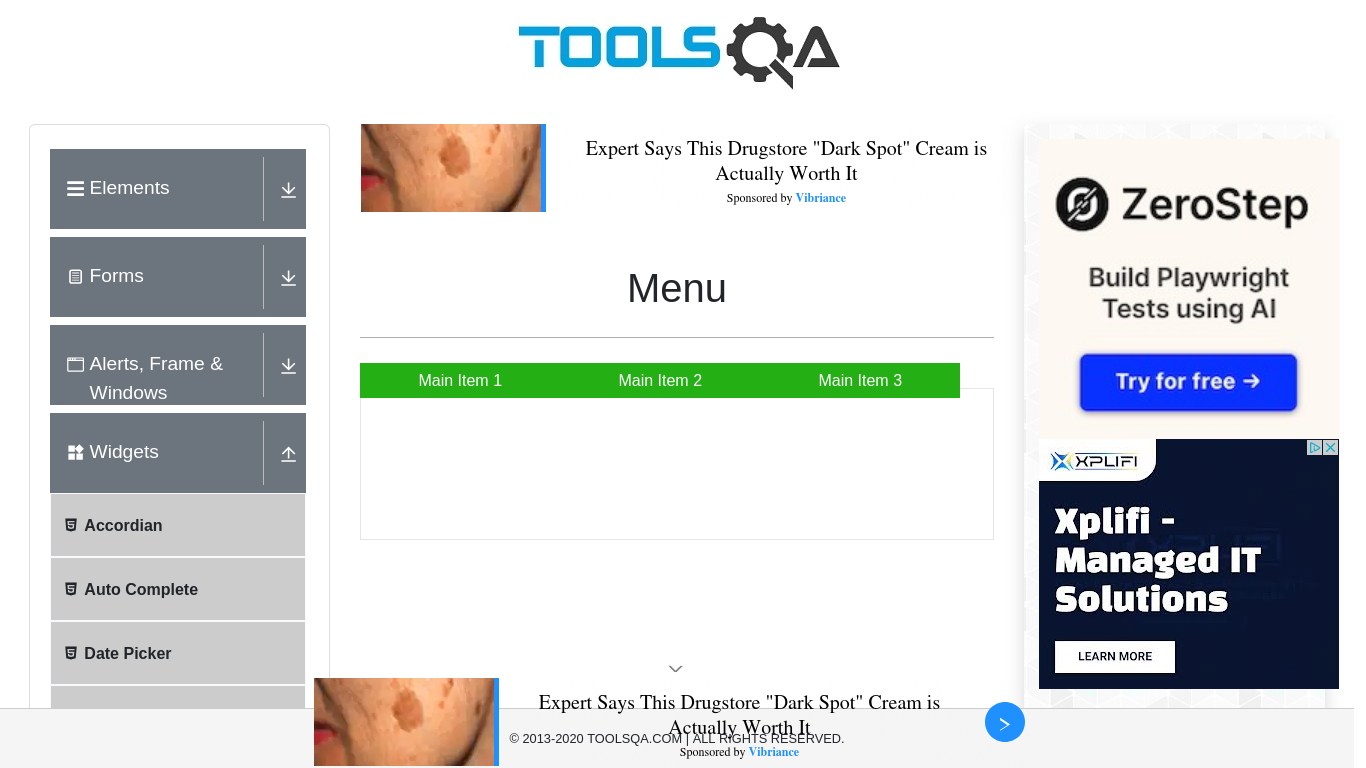 TOOLSQA
Elements
Forms
Alerts, Frame &
Windows
Widgets
Accordian
Auto Complete
Date Picker
Expert Says This Drugstore "Dark Spot" Cream is
Actually Worth It
Sponsored by Vibriance
Menu
Main Item 1
Main Item 2
Main Item 3
ZeroStep
Build Playwright
Tests using AI
Try for free →
XPLIFI
Xplifi -
Managed IT
Solutions
LEARN MORE
Expert Says This Drugstore "Dark Spot" Cream is
Actually Worth It
© 2013-2020 TOOLSQA.COM | ALL RIGHTS RESERVED.
Sponsored by Vibriance